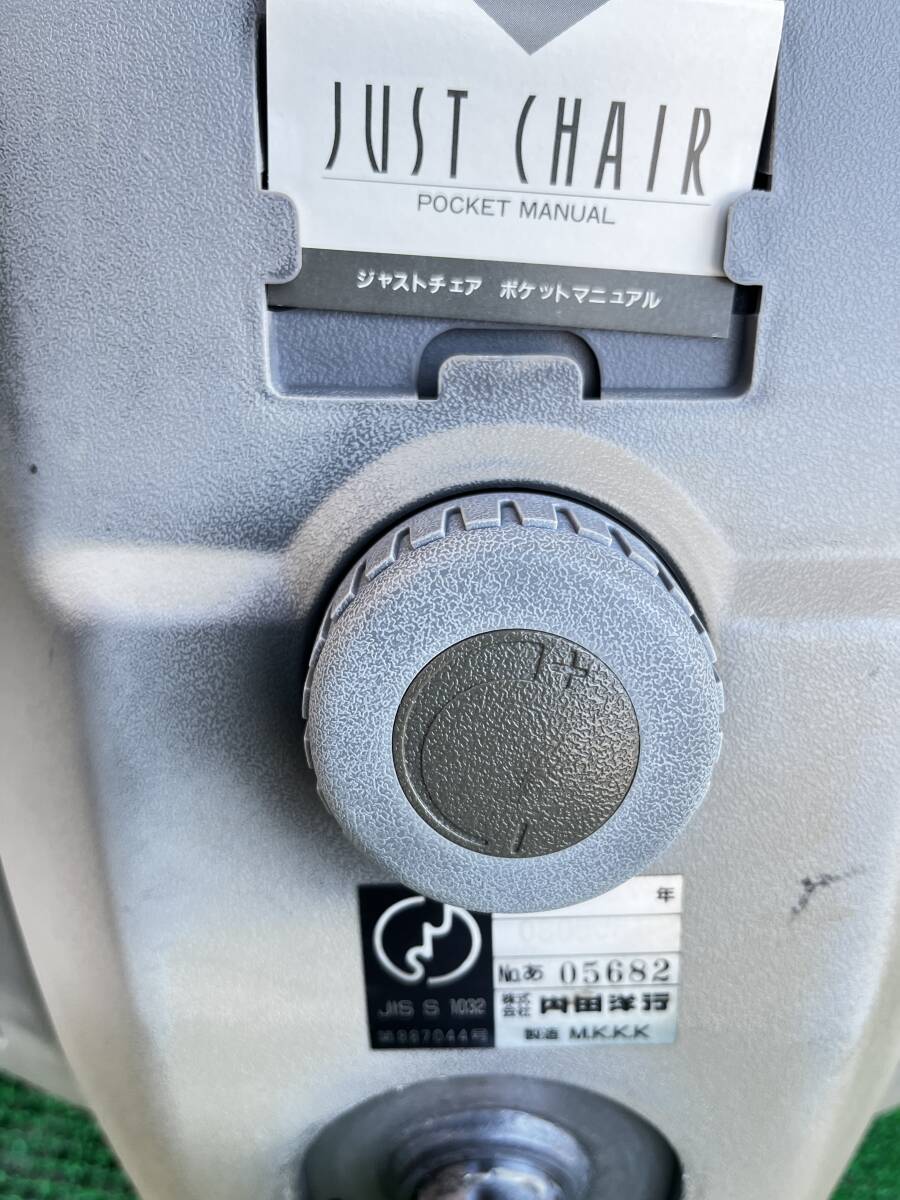 JUST CHAIR
POCKET MANUAL
ジャストチェア ポケットマニュアル
+
-
年
No.あ 05682
JIS S 1032
株式会社 内田洋行
製造 M.K.K.K